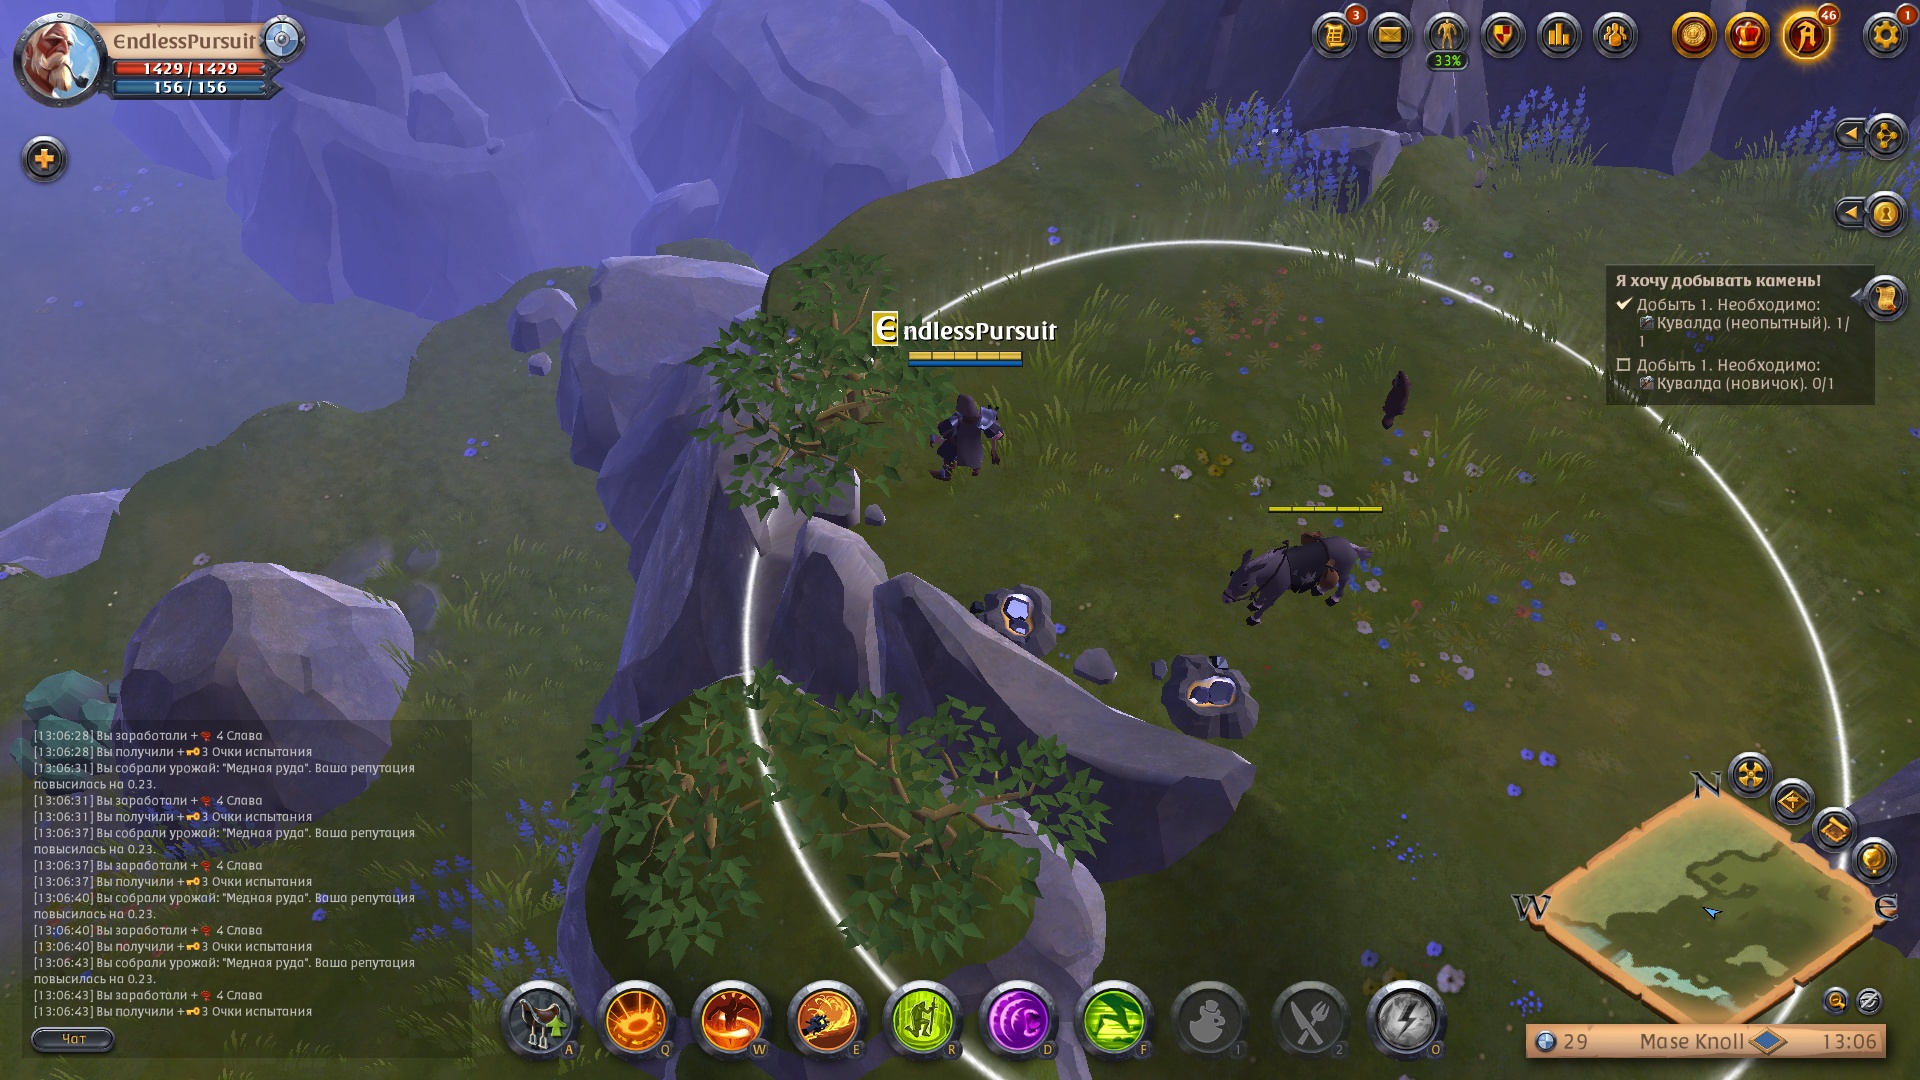 EndlessPursuit
1429 / 1429
156 / 156
3
33%
46
1
EndlessPursuit
Я хочу добывать камень!
Добыть 1. Необходимо:
Кувалда (неопытный). 1/
1
Добыть 1. Необходимо:
Кувалда (новичок). 0/1
[13:06:28] Вы заработали + 4 Слава
[13:06:28] Вы получили + 3 Очки испытания
[13:06:31] Вы собрали урожай: "Медная руда". Ваша репутация
повысилась на 0.23.
[13:06:31] Вы заработали + 4 Слава
[13:06:31] Вы получили + 3 Очки испытания
[13:06:37] Вы собрали урожай: "Медная руда". Ваша репутация
повысилась на 0.23.
[13:06:37] Вы заработали + 4 Слава
[13:06:37] Вы получили + 3 Очки испытания
[13:06:40] Вы собрали урожай: "Медная руда". Ваша репутация
повысилась на 0.23.
[13:06:40] Вы заработали + 4 Слава
[13:06:40] Вы получили + 3 Очки испытания
[13:06:43] Вы собрали урожай: "Медная руда". Ваша репутация
повысилась на 0.23.
[13:06:43] Вы заработали + 4 Слава
[13:06:43] Вы получили + 3 Очки испытания
Чат
A
Q
W
E
R
D
F
1
2
O
N
W
E
29
Mase Knoll
13:06